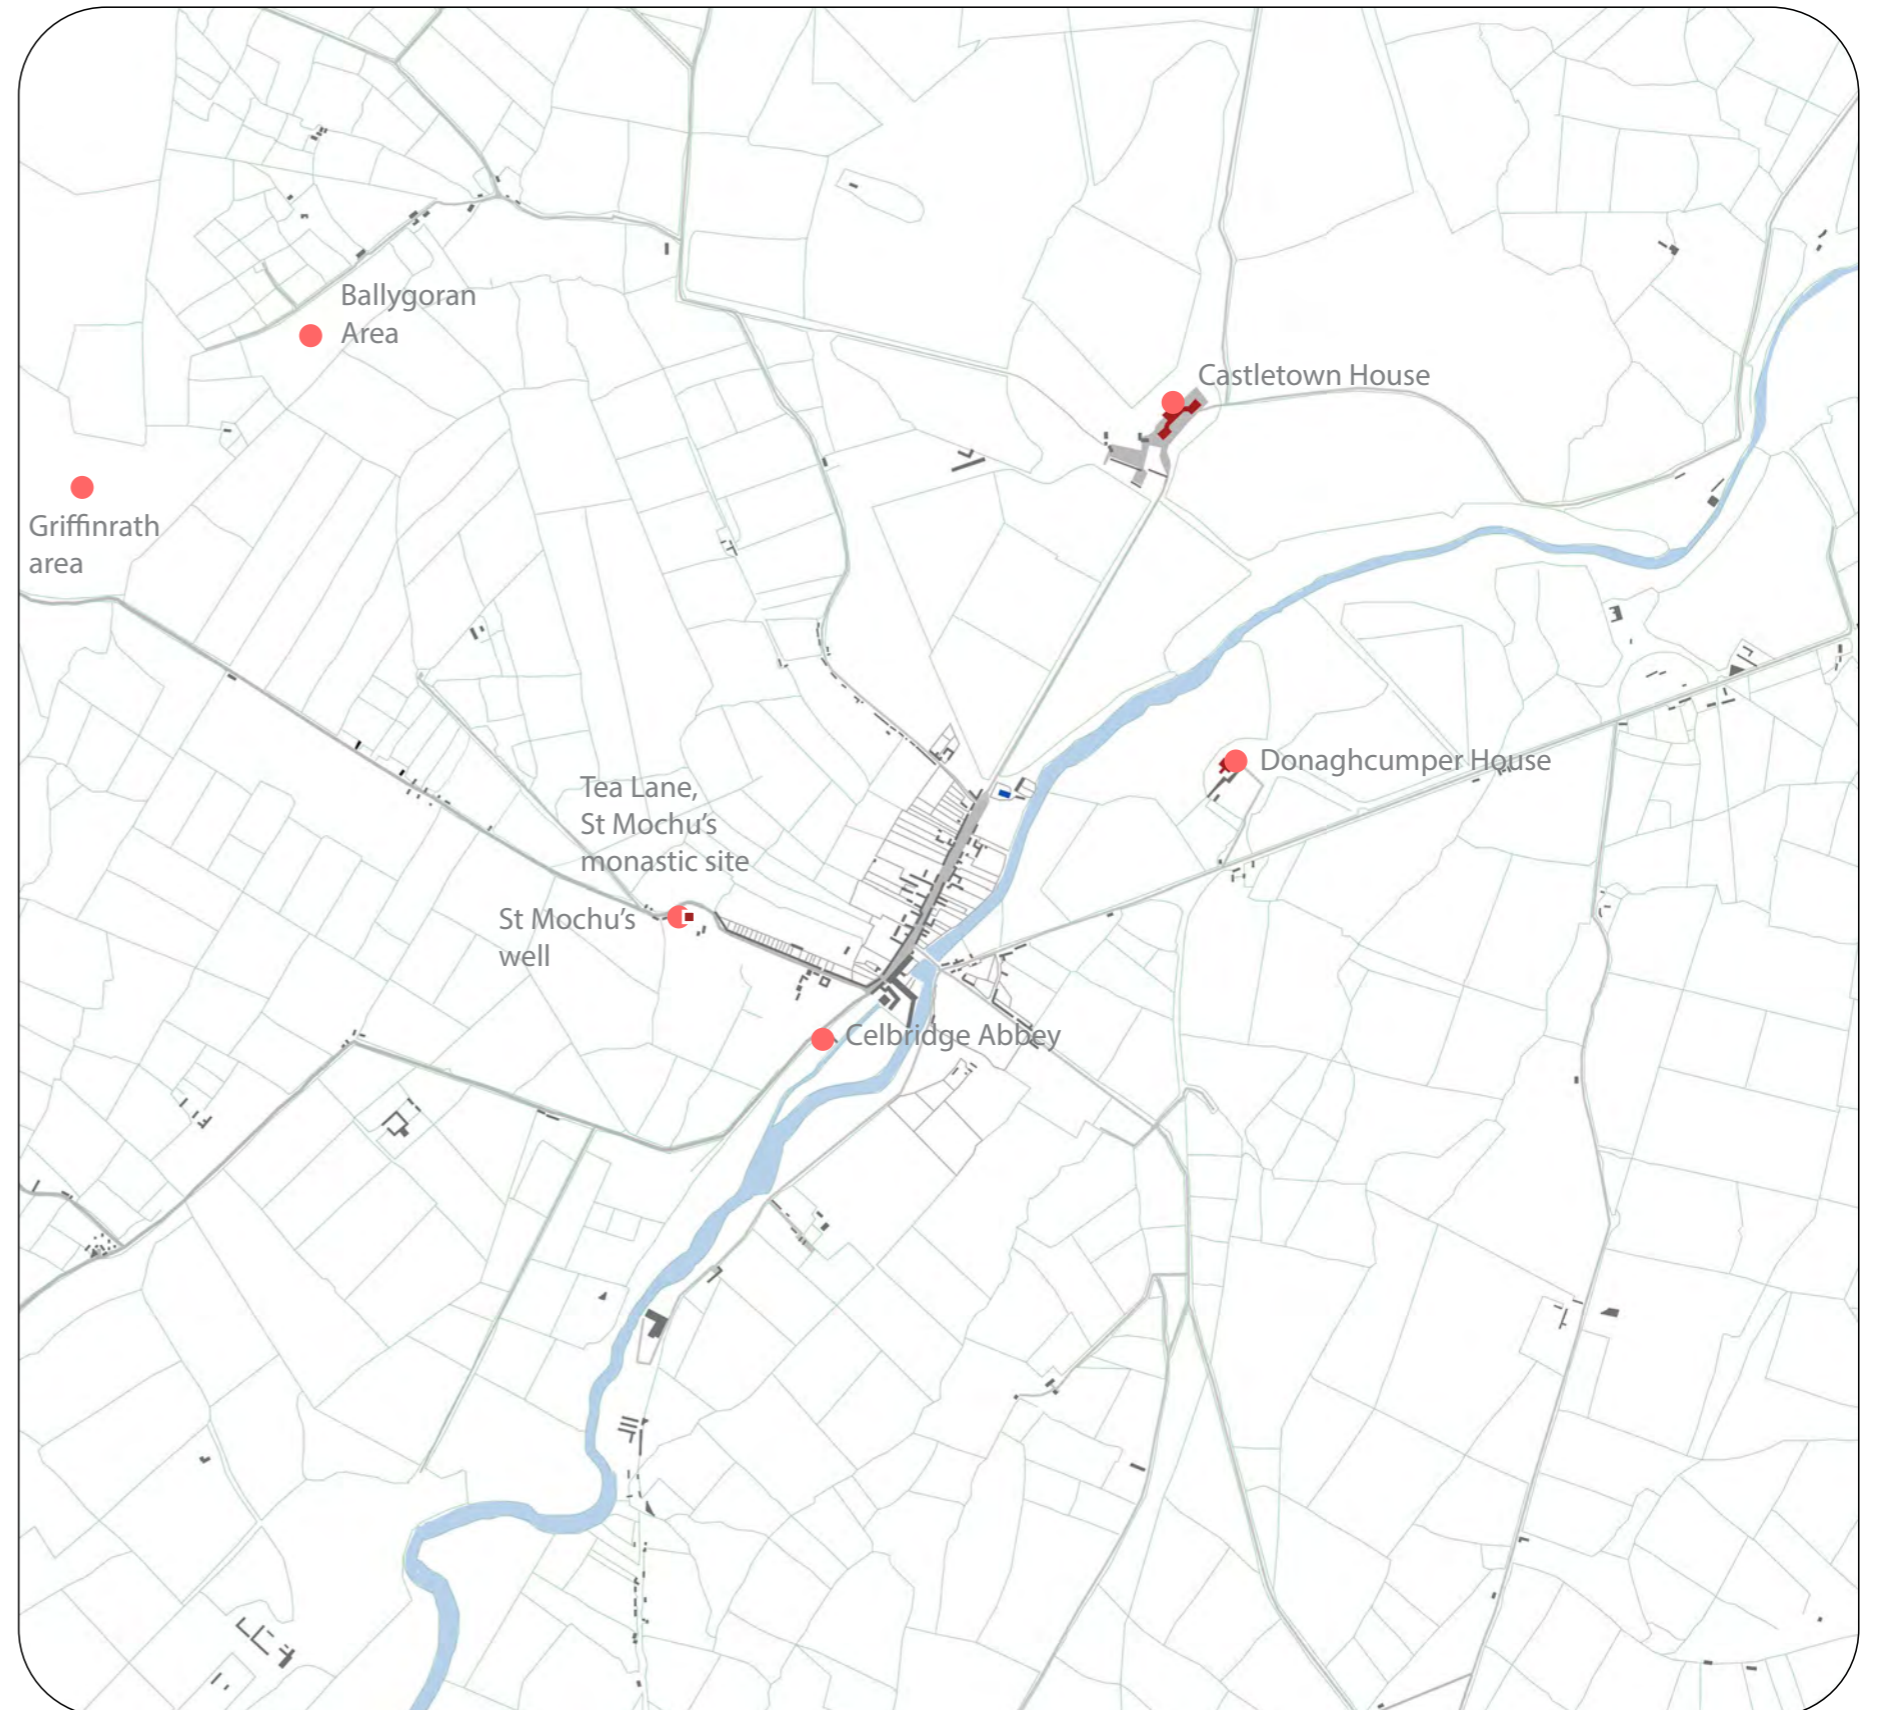 Ballygoran
Area
Castletown House
Griffinrath
area
Donaghcumper House
Tea Lane,
St Mochu’s
monastic site
St Mochu’s
well
Celbridge Abbey